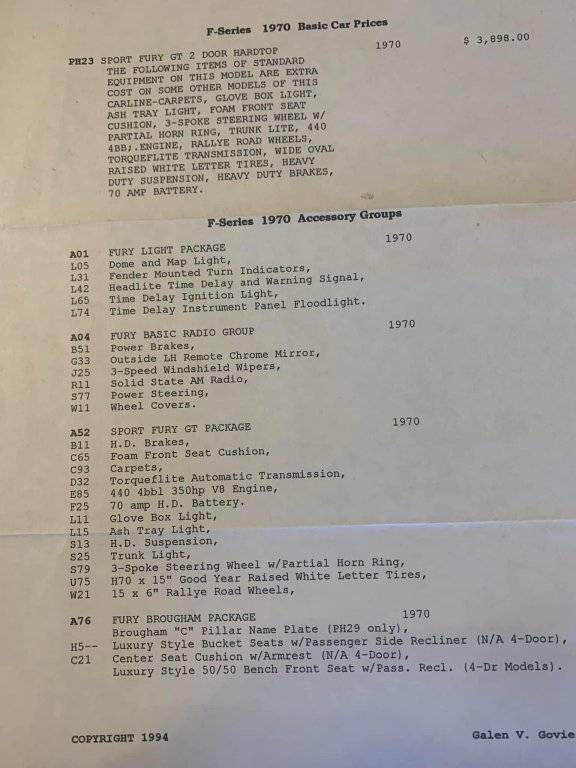 F-Series 1970 Basic Car Prices
PH23 SPORT FURY GT 2 DOOR HARDTOP 1970 $ 3,898.00
THE FOLLOWING ITEMS OF STANDARD
EQUIPMENT ON THIS MODEL ARE EXTRA
COST ON SOME OTHER MODELS OF THIS
CARLINE-CARPETS, GLOVE BOX LIGHT,
ASH TRAY LIGHT, FOAM FRONT SEAT
CUSHION, 3-SPOKE STEERING WHEEL W/
PARTIAL HORN RING, TRUNK LITE, 440
4BBj.ENGINE, RALLYE ROAD WHEELS,
TORQUEFLITE TRANSMISSION, WIDE OVAL
RAISED WHITE LETTER TIRES, HEAVY
DUTY SUSPENSION, HEAVY DUTY BRAKES,
70 AMP BATTERY.
F-Series 1970 Accessory Groups
A01 FURY LIGHT PACKAGE 1970
L05 Dome and Map Light,
L31 Fender Mounted Turn Indicators,
L42 Headlite Time Delay and Warning Signal,
L65 Time Delay Ignition Light,
L74 Time Delay Instrument Panel Floodlight.
A04 FURY BASIC RADIO GROUP 1970
B51 Power Brakes,
G33 Outside LH Remote Chrome Mirror,
J25 3-Speed Windshield Wipers,
R11 Solid State AM Radio,
S77 Power Steering,
W11 Wheel Covers.
A52 SPORT FURY GT PACKAGE 1970
B11 H.D. Brakes,
C65 Foam Front Seat Cushion,
C93 Carpets,
D32 Torqueflite Automatic Transmission,
E85 440 4bbl 350hp V8 Engine,
F25 70 amp H.D. Battery.
L11 Glove Box Light,
L15 Ash Tray Light,
S13 H.D. Suspension,
S25 Trunk Light,
S79 3-Spoke Steering Wheel w/Partial Horn Ring,
U75 H70 x 15" Good Year Raised White Letter Tires,
W21 15 x 6" Rallye Road Wheels,
A76 FURY BROUGHAM PACKAGE 1970
Brougham "C" Pillar Name Plate (PH29 only),
H5-- Luxury Style Bucket Seats w/Passenger Side Recliner (N/A 4-Door),
C21 Center Seat Cushion w/Armrest (N/A 4-Door),
Luxury Style 50/50 Bench Front Seat w/Pass. Recl. (4-Dr Models).
COPYRIGHT 1994 Galen V. Govie